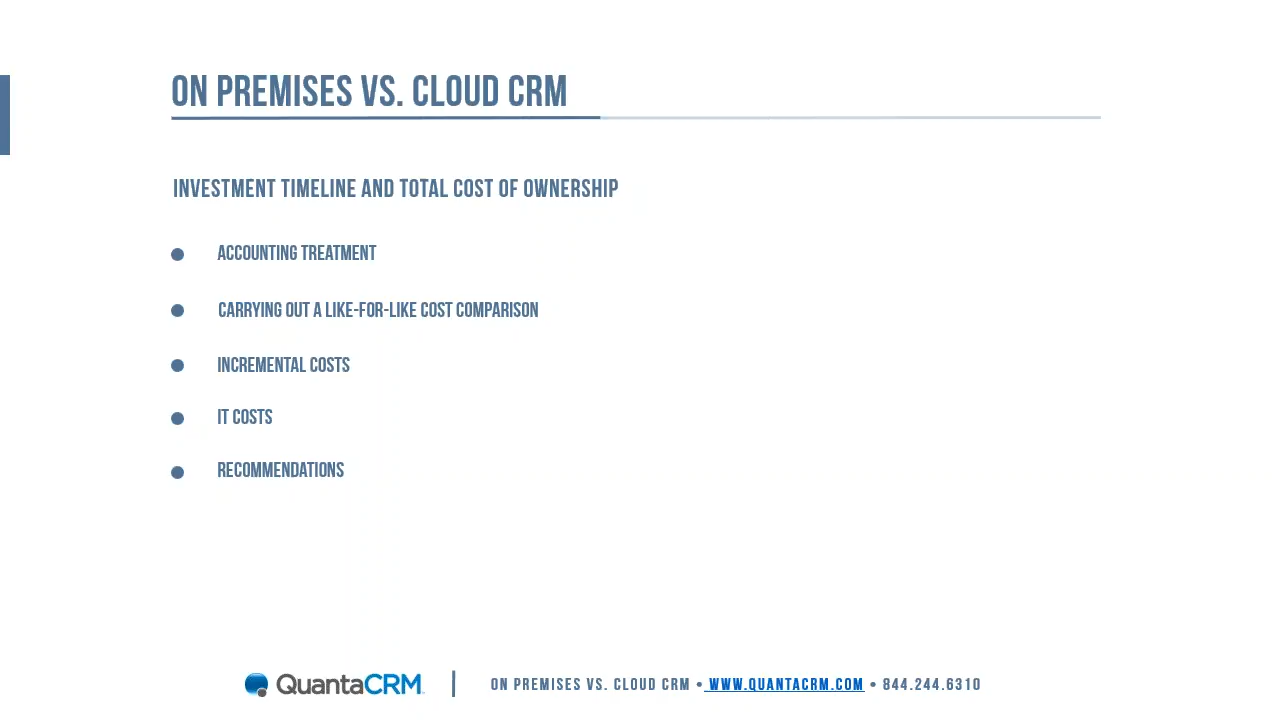 ON PREMISES VS. CLOUD CRM
INVESTMENT TIMELINE AND TOTAL COST OF OWNERSHIP
● ACCOUNTING TREATMENT
● CARRYING OUT A LIKE-FOR-LIKE COST COMPARISON
● INCREMENTAL COSTS
● IT COSTS
● RECOMMENDATIONS
QuantaCRM | ON PREMISES VS. CLOUD CRM • WWW.QUANTACRM.COM • 844.244.6310